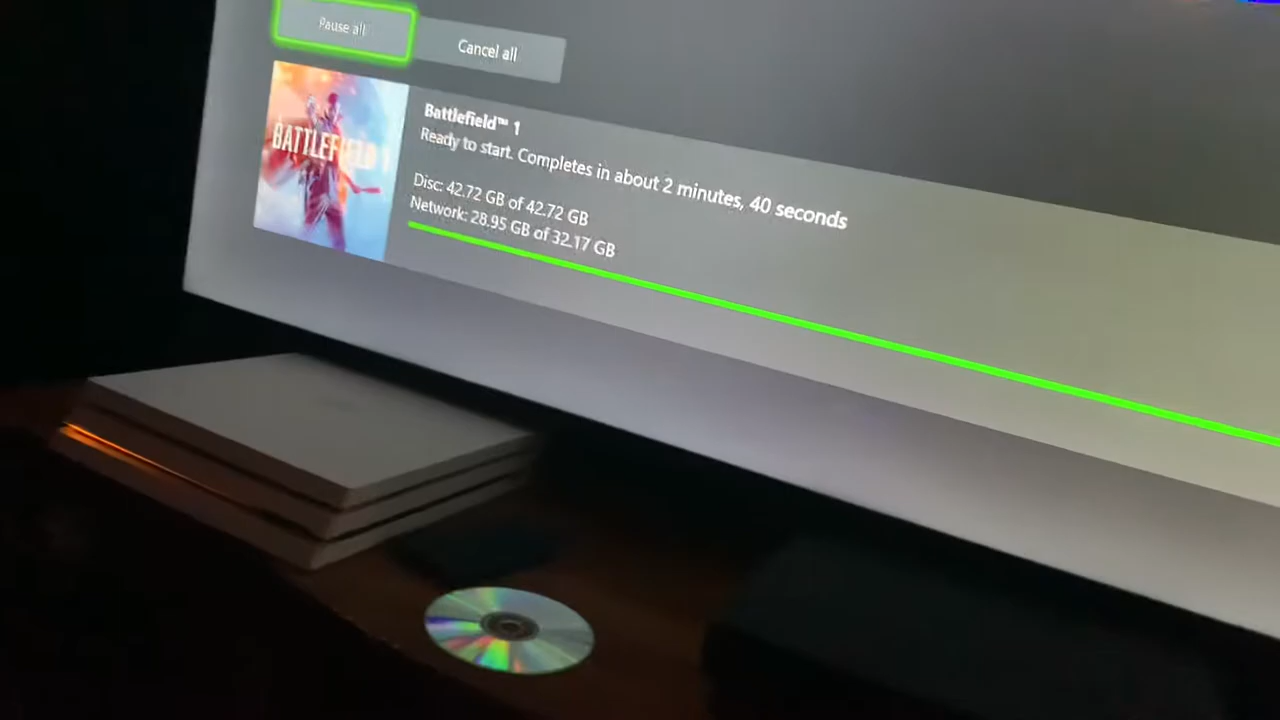 Pause all
Cancel all
BATTLEFIELD 1
Battlefield™ 1
Ready to start. Completes in about 2 minutes, 40 seconds
Disc: 42.72 GB of 42.72 GB
Network: 28.95 GB of 32.17 GB